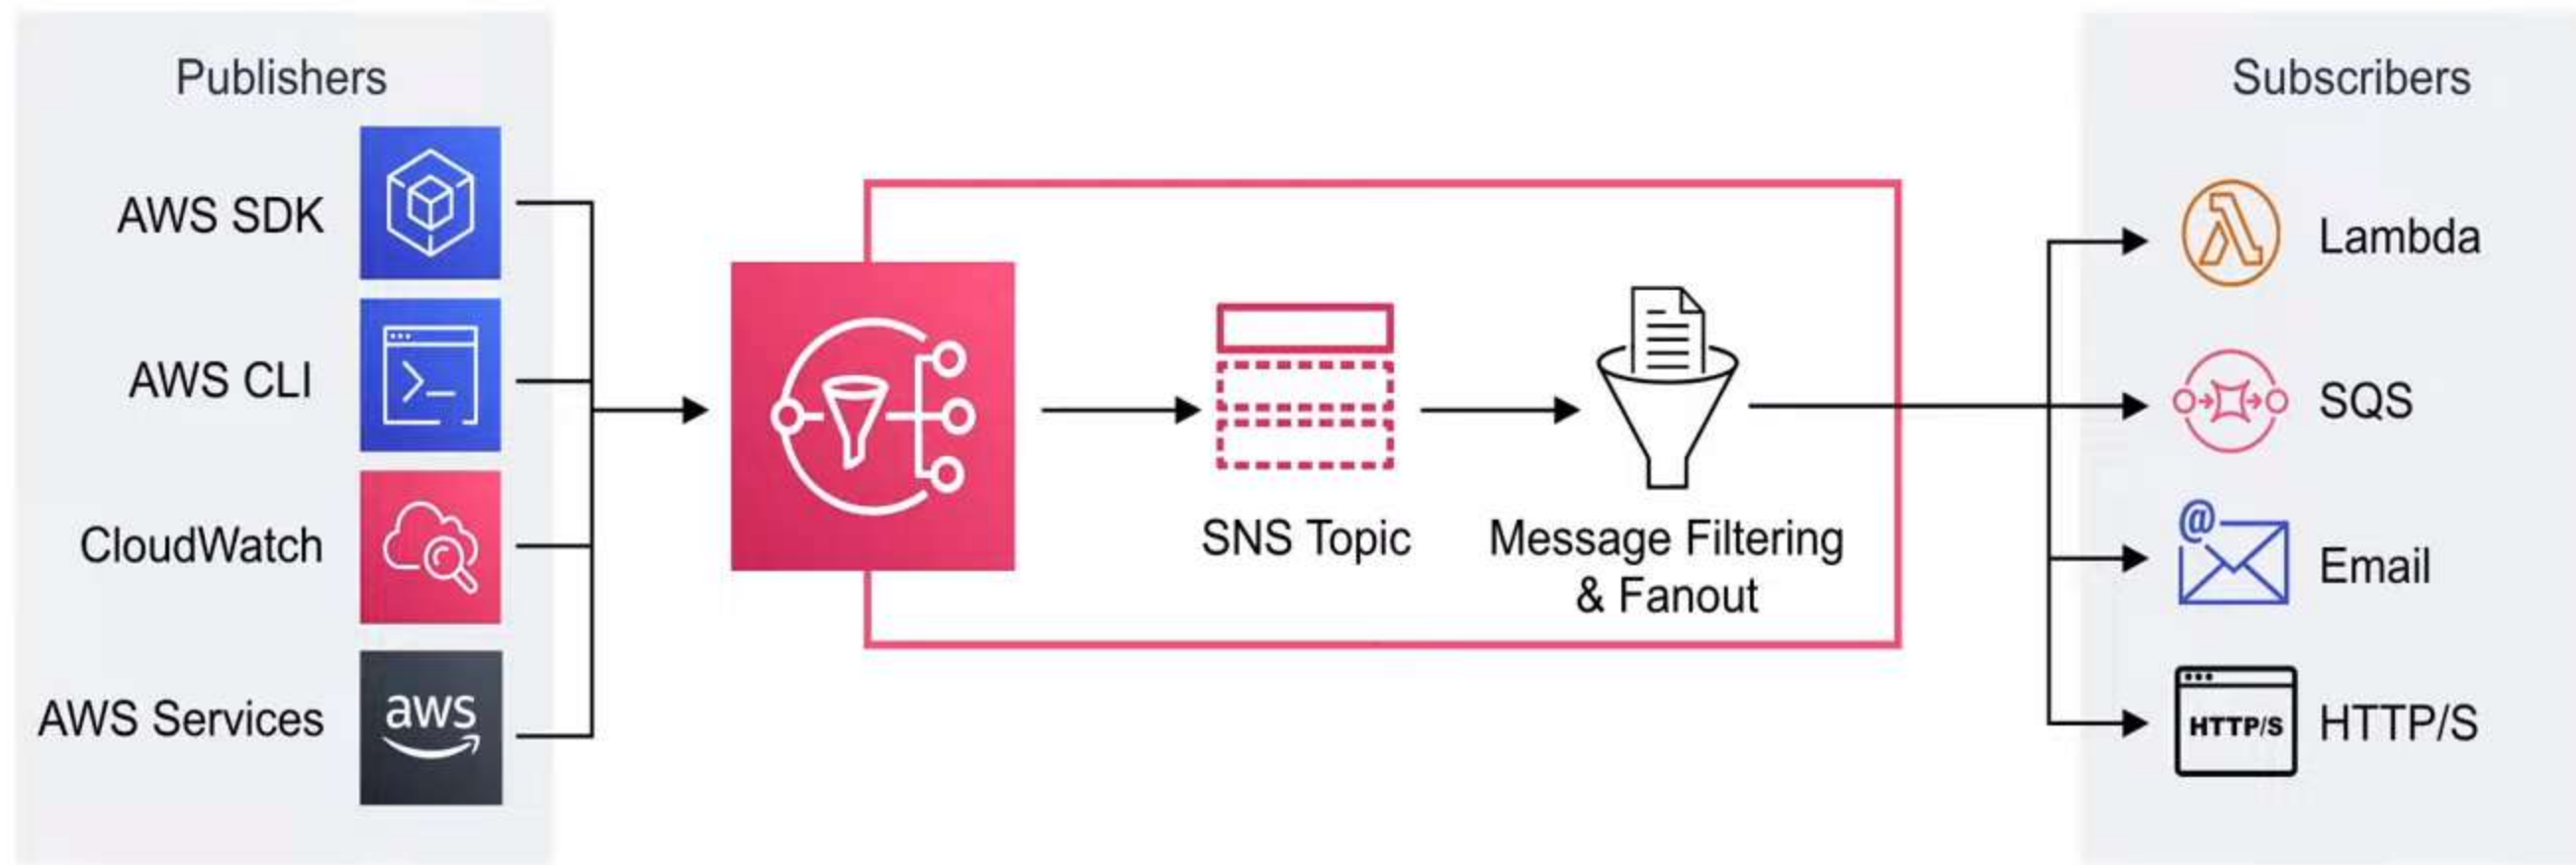 Publishers
AWS SDK
AWS CLI
CloudWatch
AWS Services
aws
SNS Topic
Message Filtering
& Fanout
Subscribers
Lambda
SQS
@
Email
HTTP/S
HTTP/S